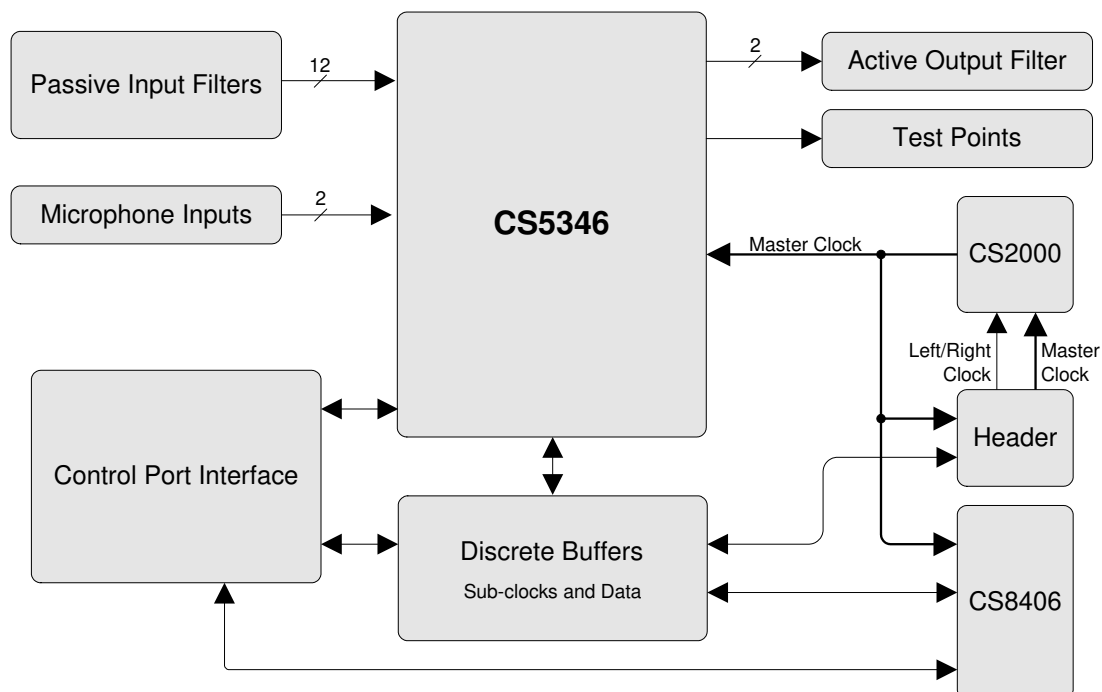 Passive Input Filters
12
Microphone Inputs
2
CS5346
2
Active Output Filter
Test Points
Master Clock
CS2000
Left/Right
Clock
Master
Clock
Header
Control Port Interface
Discrete Buffers
Sub-clocks and Data
CS8406